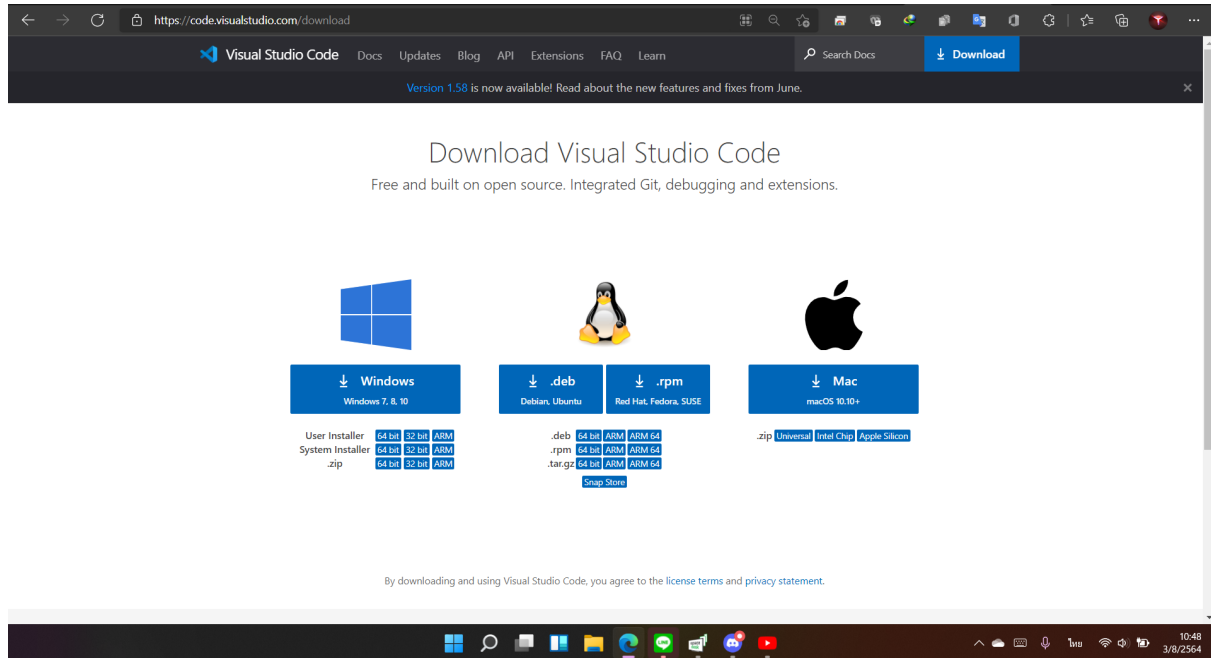 https://code.visualstudio.com/download
Visual Studio Code Docs Updates Blog API Extensions FAQ Learn Search Docs Download
Version 1.58 is now available! Read about the new features and fixes from June.
Download Visual Studio Code
Free and built on open source. Integrated Git, debugging and extensions.
Windows
Windows 7, 8, 10
User Installer 64 bit 32 bit ARM
System Installer 64 bit 32 bit ARM
.zip 64 bit 32 bit ARM
.deb
Debian, Ubuntu
.rpm
Red Hat, Fedora, SUSE
.deb 64 bit ARM ARM 64
.rpm 64 bit ARM ARM 64
.tar.gz 64 bit ARM ARM 64
Snap Store
Mac
macOS 10.10+
.zip Universal Intel Chip Apple Silicon
By downloading and using Visual Studio Code, you agree to the license terms and privacy statement.
ไทย
10:48
3/8/2564